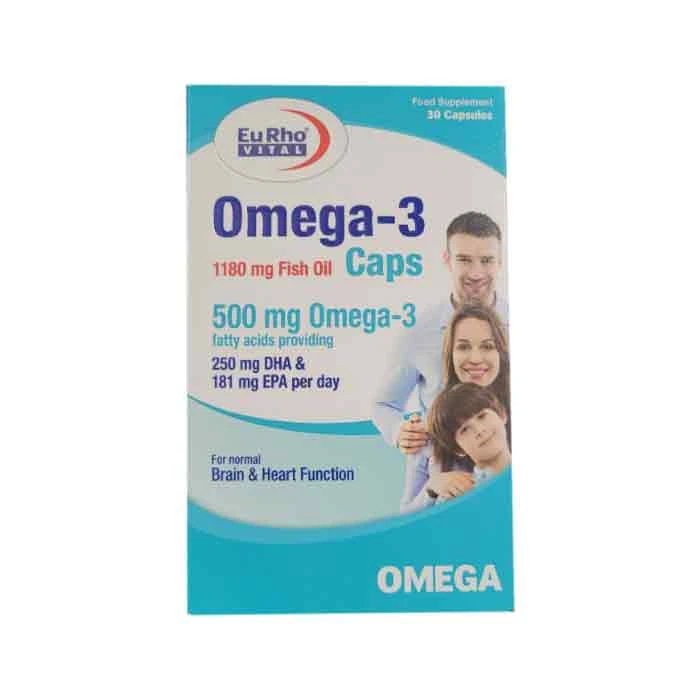 Food Supplement
30 Capsules
EuRho®
VITAL
Omega-3
1180 mg Fish Oil Caps
500 mg Omega-3
fatty acids providing
250 mg DHA &
181 mg EPA per day
For normal
Brain & Heart Function
OMEGA